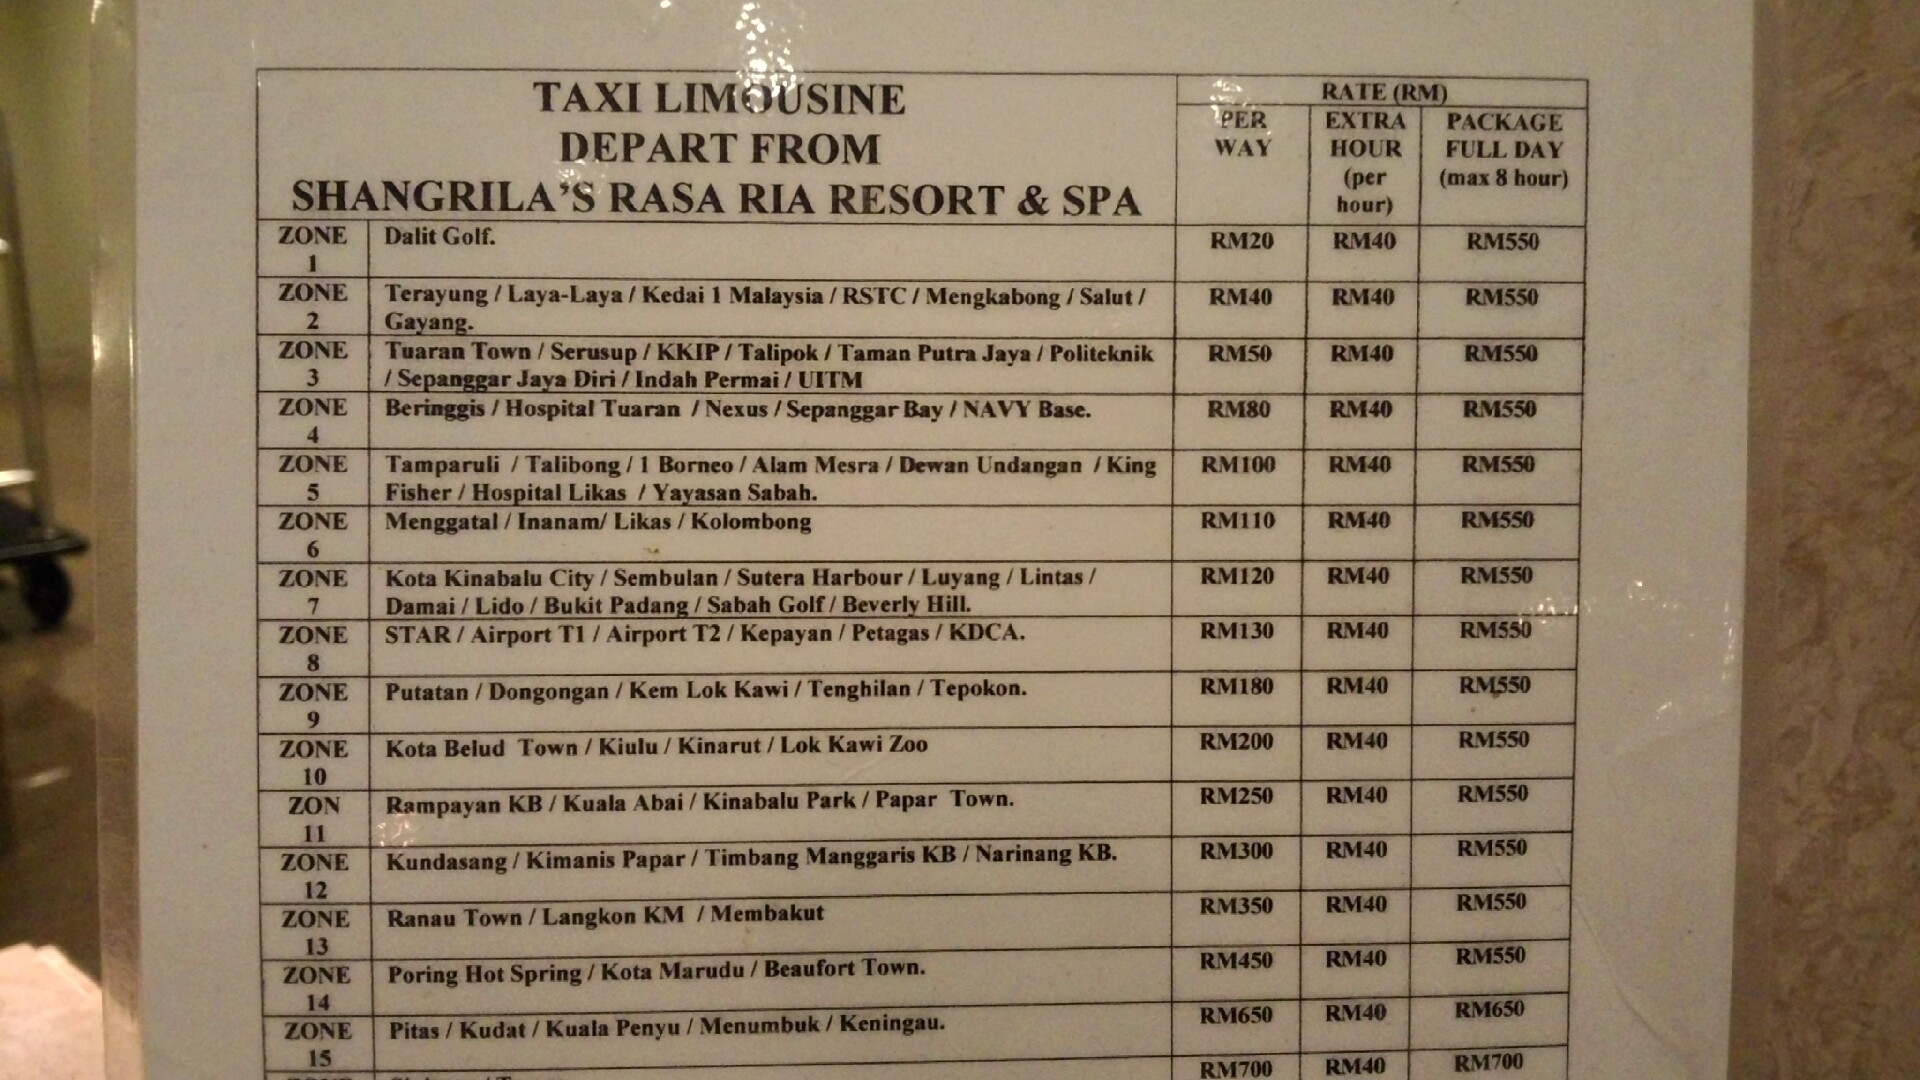 TAXI LIMOUSINE
DEPART FROM
SHANGRILA'S RASA RIA RESORT & SPA
RATE (RM)
PER WAY
EXTRA HOUR (per hour)
PACKAGE FULL DAY (max 8 hour)
ZONE 1 Dalit Golf. RM20 RM40 RM550
ZONE 2 Terayung / Laya-Laya / Kedai 1 Malaysia / RSTC / Mengkabong / Salut / RM40 RM40 RM550
Gayang.
ZONE 3 Tuaran Town / Serusup / KKIP / Talipok / Taman Putra Jaya / Politeknik RM50 RM40 RM550
/ Sepanggar Jaya Diri / Indah Permai / UITM
ZONE 4 Beringgis / Hospital Tuaran / Nexus / Sepanggar Bay / NAVY Base. RM80 RM40 RM550
ZONE 5 Tamparuli / Talibong / 1 Borneo / Alam Mesra / Dewan Undangan / King RM100 RM40 RM550
Fisher / Hospital Likas / Yayasan Sabah.
ZONE 6 Menggatal / Inanam/ Likas / Kolombong RM110 RM40 RM550
ZONE 7 Kota Kinabalu City / Sembulan / Sutera Harbour / Luyang / Lintas / RM120 RM40 RM550
Damai / Lido / Bukit Padang / Sabah Golf / Beverly Hill.
ZONE 8 STAR / Airport T1 / Airport T2 / Kepayan / Petagas / KDCA. RM130 RM40 RM550
ZONE 9 Putatan / Dongongan / Kem Lok Kawi / Tenghilan / Tepokon. RM180 RM40 RM550
ZONE 10 Kota Belud Town / Kiulu / Kinarut / Lok Kawi Zoo RM200 RM40 RM550
ZON 11 Rampayan KB / Kuala Abai / Kinabalu Park / Papar Town. RM250 RM40 RM550
ZONE 12 Kundasang / Kimanis Papar / Timbang Manggaris KB / Narinang KB. RM300 RM40 RM550
ZONE 13 Ranau Town / Langkon KM / Membakut RM350 RM40 RM550
ZONE 14 Poring Hot Spring / Kota Marudu / Beaufort Town. RM450 RM40 RM550
ZONE 15 Pitas / Kudat / Kuala Penyu / Menumbuk / Keningau. RM650 RM40 RM650
RM700 RM40 RM700